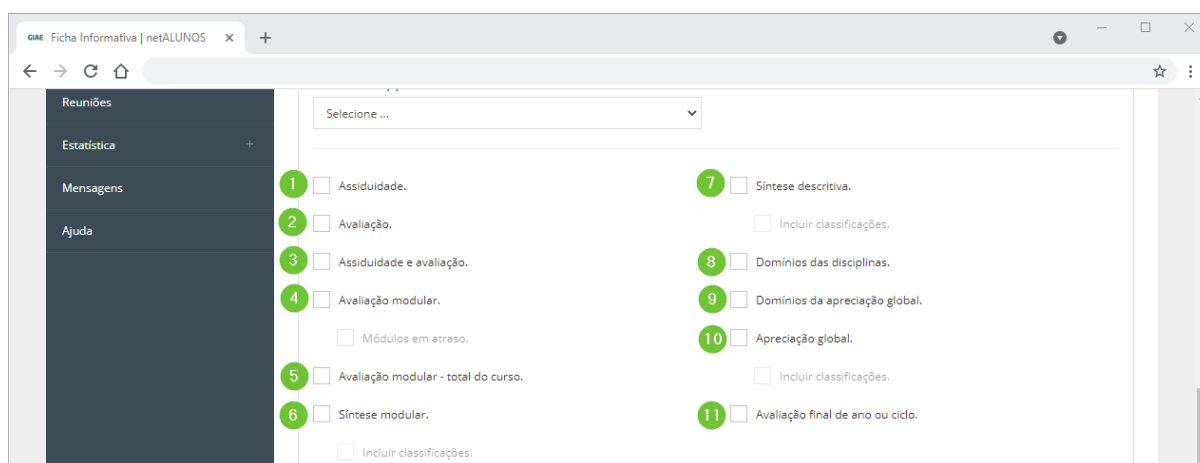 GIAE Ficha Informativa | netALUNOS
Reuniões
Selecione ...
Estatística
Mensagens
Ajuda
1 Assiduidade.
2 Avaliação.
3 Assiduidade e avaliação.
4 Avaliação modular.
Módulos em atraso.
5 Avaliação modular - total do curso.
6 Síntese modular.
Incluir classificações.
7 Síntese descritiva.
Incluir classificações.
8 Domínios das disciplinas.
9 Domínios da apreciação global.
10 Apreciação global.
Incluir classificações.
11 Avaliação final de ano ou ciclo.